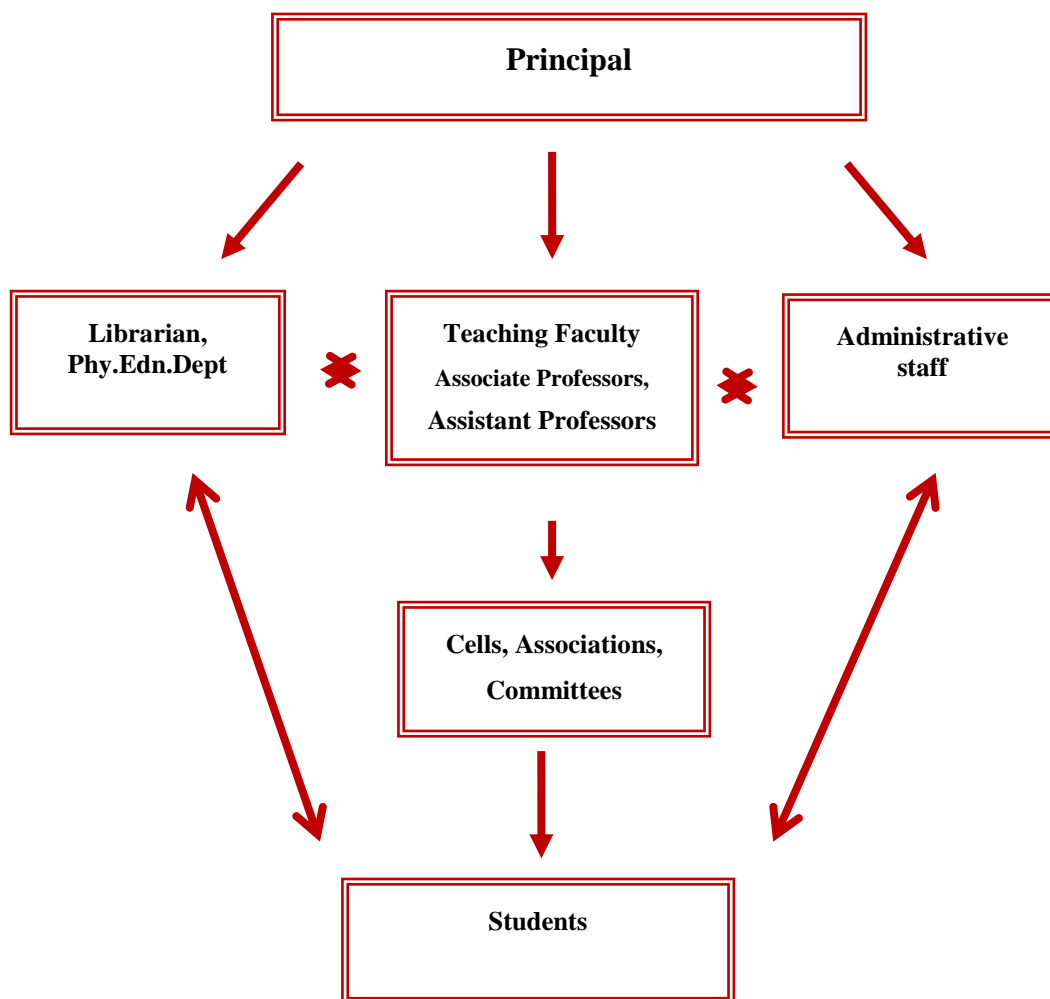 Principal
Librarian,
Phy.Edn.Dept
Teaching Faculty
Associate Professors,
Assistant Professors
Administrative
staff
Cells, Associations,
Committees
Students